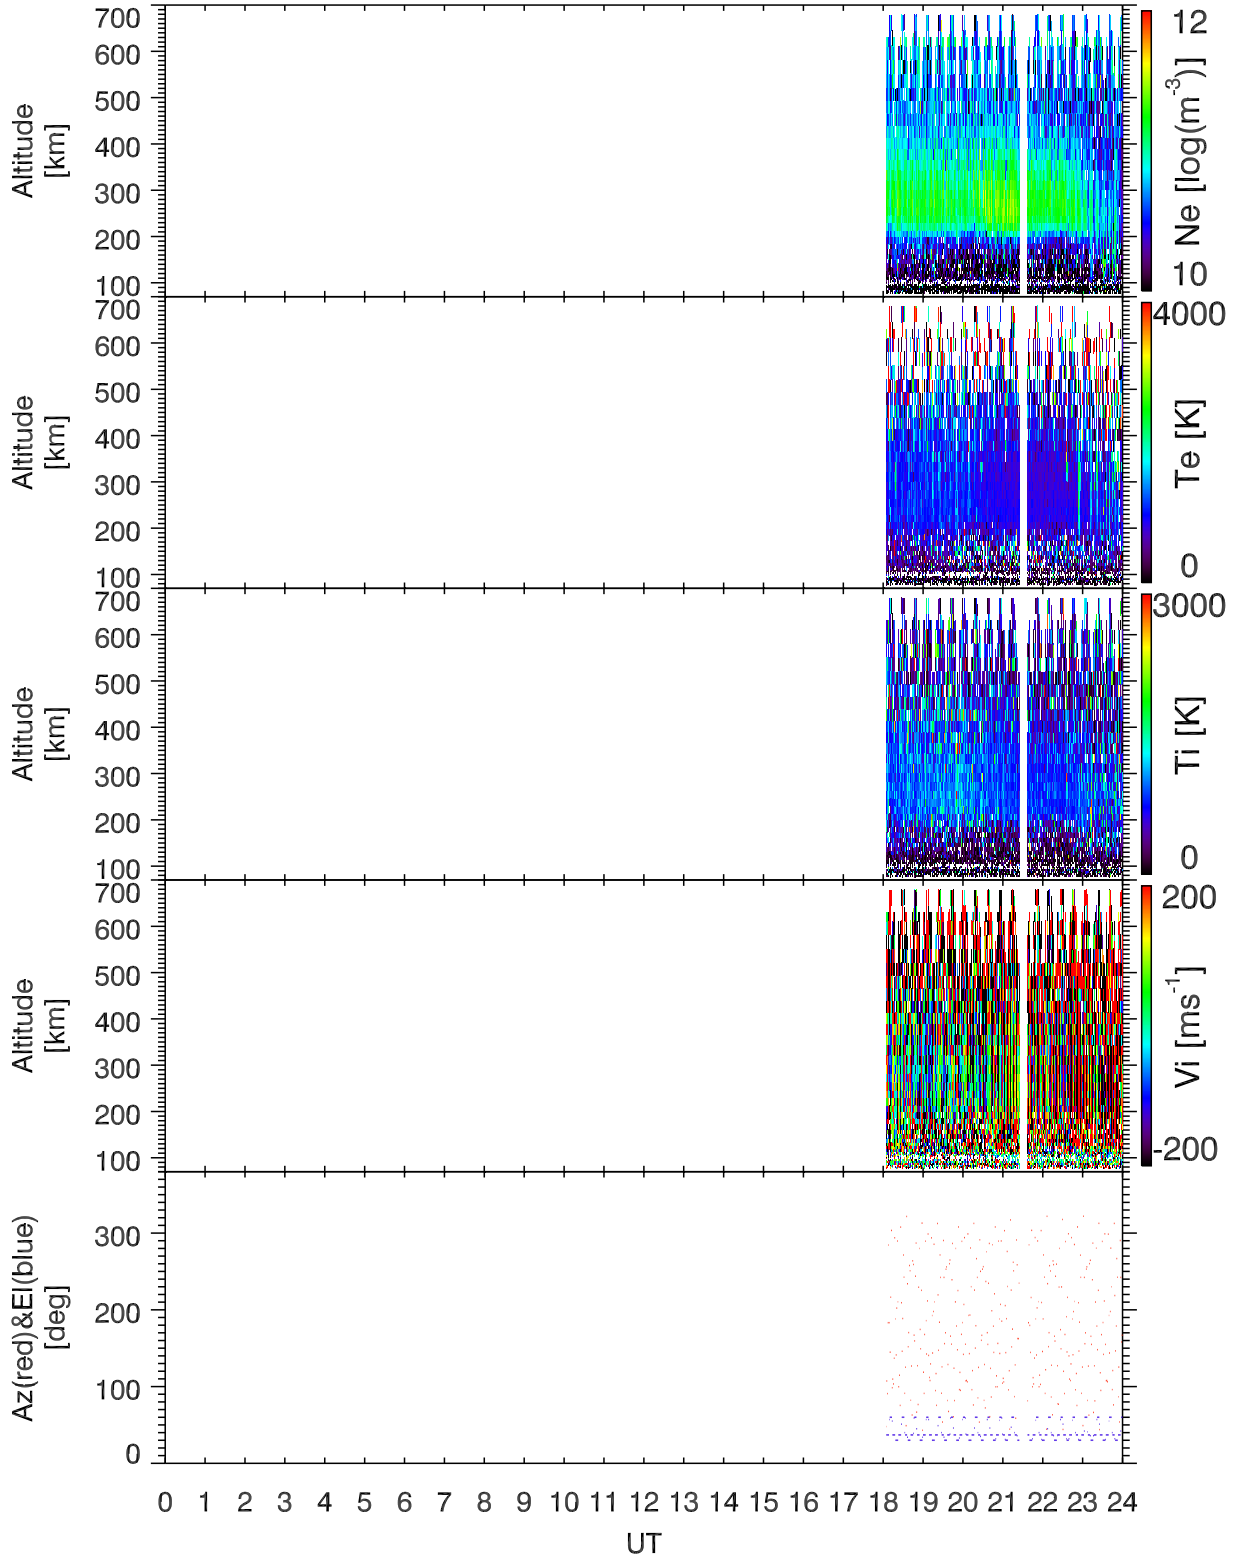 700
600
500
400
300
200
100
Altitude
[km]
12
10
Ne [log(m⁻³)]
700
600
500
400
300
200
100
Altitude
[km]
4000
0
Te [K]
700
600
500
400
300
200
100
Altitude
[km]
3000
0
Ti [K]
700
600
500
400
300
200
100
Altitude
[km]
200
-200
Vi [ms⁻¹]
300
200
100
0
Az(red)&El(blue)
[deg]
0 1 2 3 4 5 6 7 8 9 10 11 12 13 14 15 16 17 18 19 20 21 22 23 24
UT